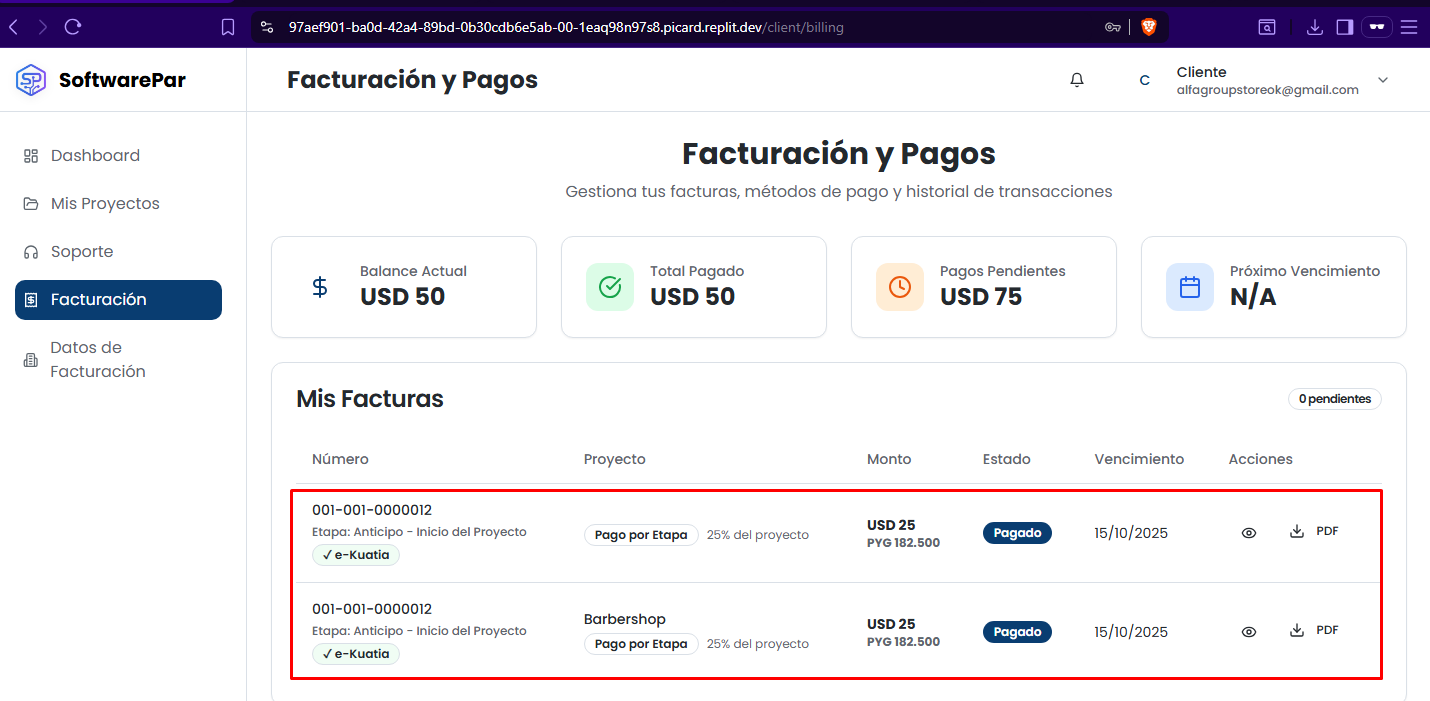 97aef901-ba0d-42a4-89bd-0b30cdb6e5ab-00-1eaq98n97s8.picard.replit.dev/client/billing
SoftwarePar
Facturación y Pagos
C
Cliente
alfagroupstoreok@gmail.com
Dashboard
Mis Proyectos
Soporte
Facturación
Datos de
Facturación
Facturación y Pagos
Gestiona tus facturas, métodos de pago y historial de transacciones
Balance Actual
USD 50
Total Pagado
USD 50
Pagos Pendientes
USD 75
Próximo Vencimiento
N/A
Mis Facturas
0 pendientes
Número Proyecto Monto Estado Vencimiento Acciones
001-001-0000012
Etapa: Anticipo - Inicio del Proyecto
✓ e-Kuatia
Pago por Etapa 25% del proyecto
USD 25
PYG 182.500
Pagado
15/10/2025
PDF
001-001-0000012
Etapa: Anticipo - Inicio del Proyecto
✓ e-Kuatia
Barbershop
Pago por Etapa 25% del proyecto
USD 25
PYG 182.500
Pagado
15/10/2025
PDF